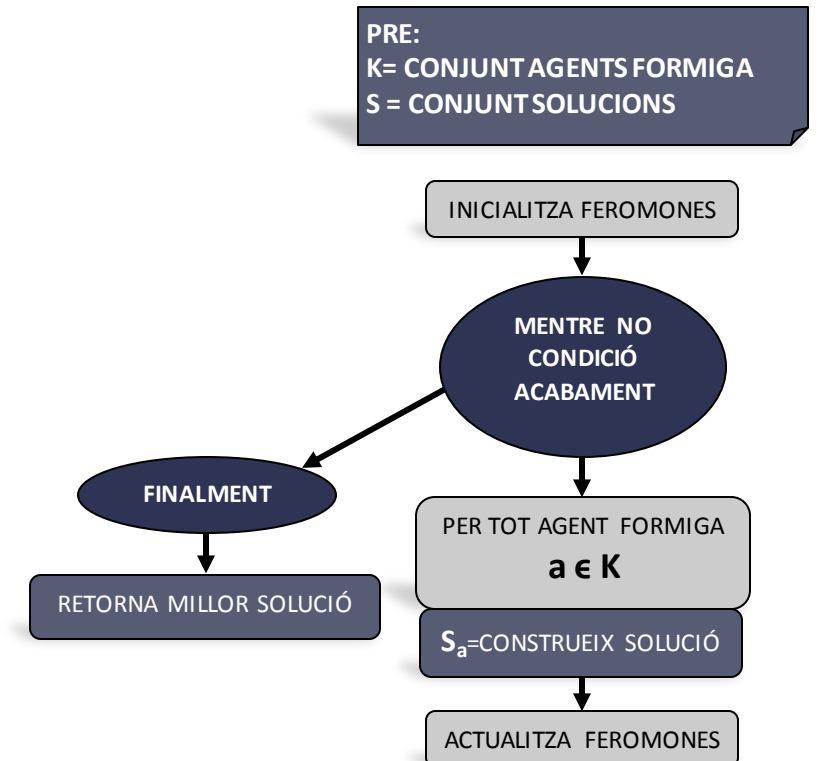 PRE:
K= CONJUNT AGENTS FORMIGA
S = CONJUNT SOLUCIONS
INICIALITZA FEROMONES
MENTRE NO
CONDICIÓ
ACABAMENT
FINALMENT
RETORNA MILLOR SOLUCIÓ
PER TOT AGENT FORMIGA
a ϵ K
Sa=CONSTRUEIX SOLUCIÓ
ACTUALITZA FEROMONES